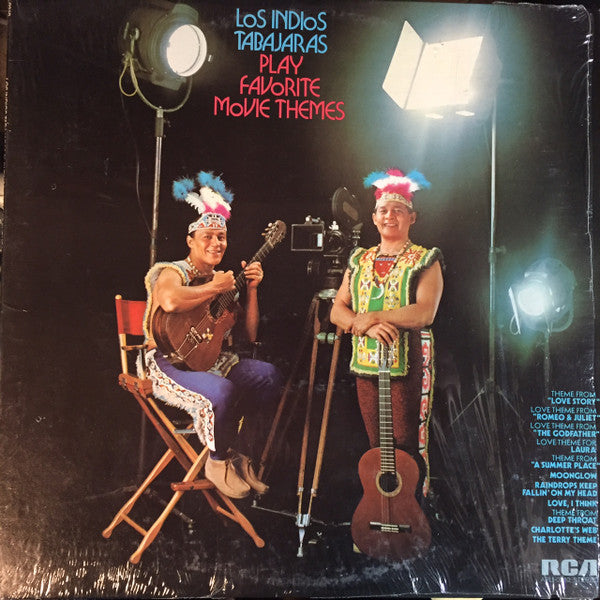 LOS INDIOS
TABAJARAS
PLAY
FAVORITE
MOVIE THEMES
THEME FROM
"LOVE STORY"
LOVE THEME FROM
"ROMEO & JULIET"
LOVE THEME FROM
"THE GODFATHER"
LOVE THEME FOR
LAURA
THEME FROM
"A SUMMER PLACE"
MOONGLOW
RAINDROPS KEEP
FALLIN' ON MY HEAD
LOVE, I THINK
THEME FROM
DEEP THROAT
CHARLOTTE'S WEB
THE TERRY THEME
RCA